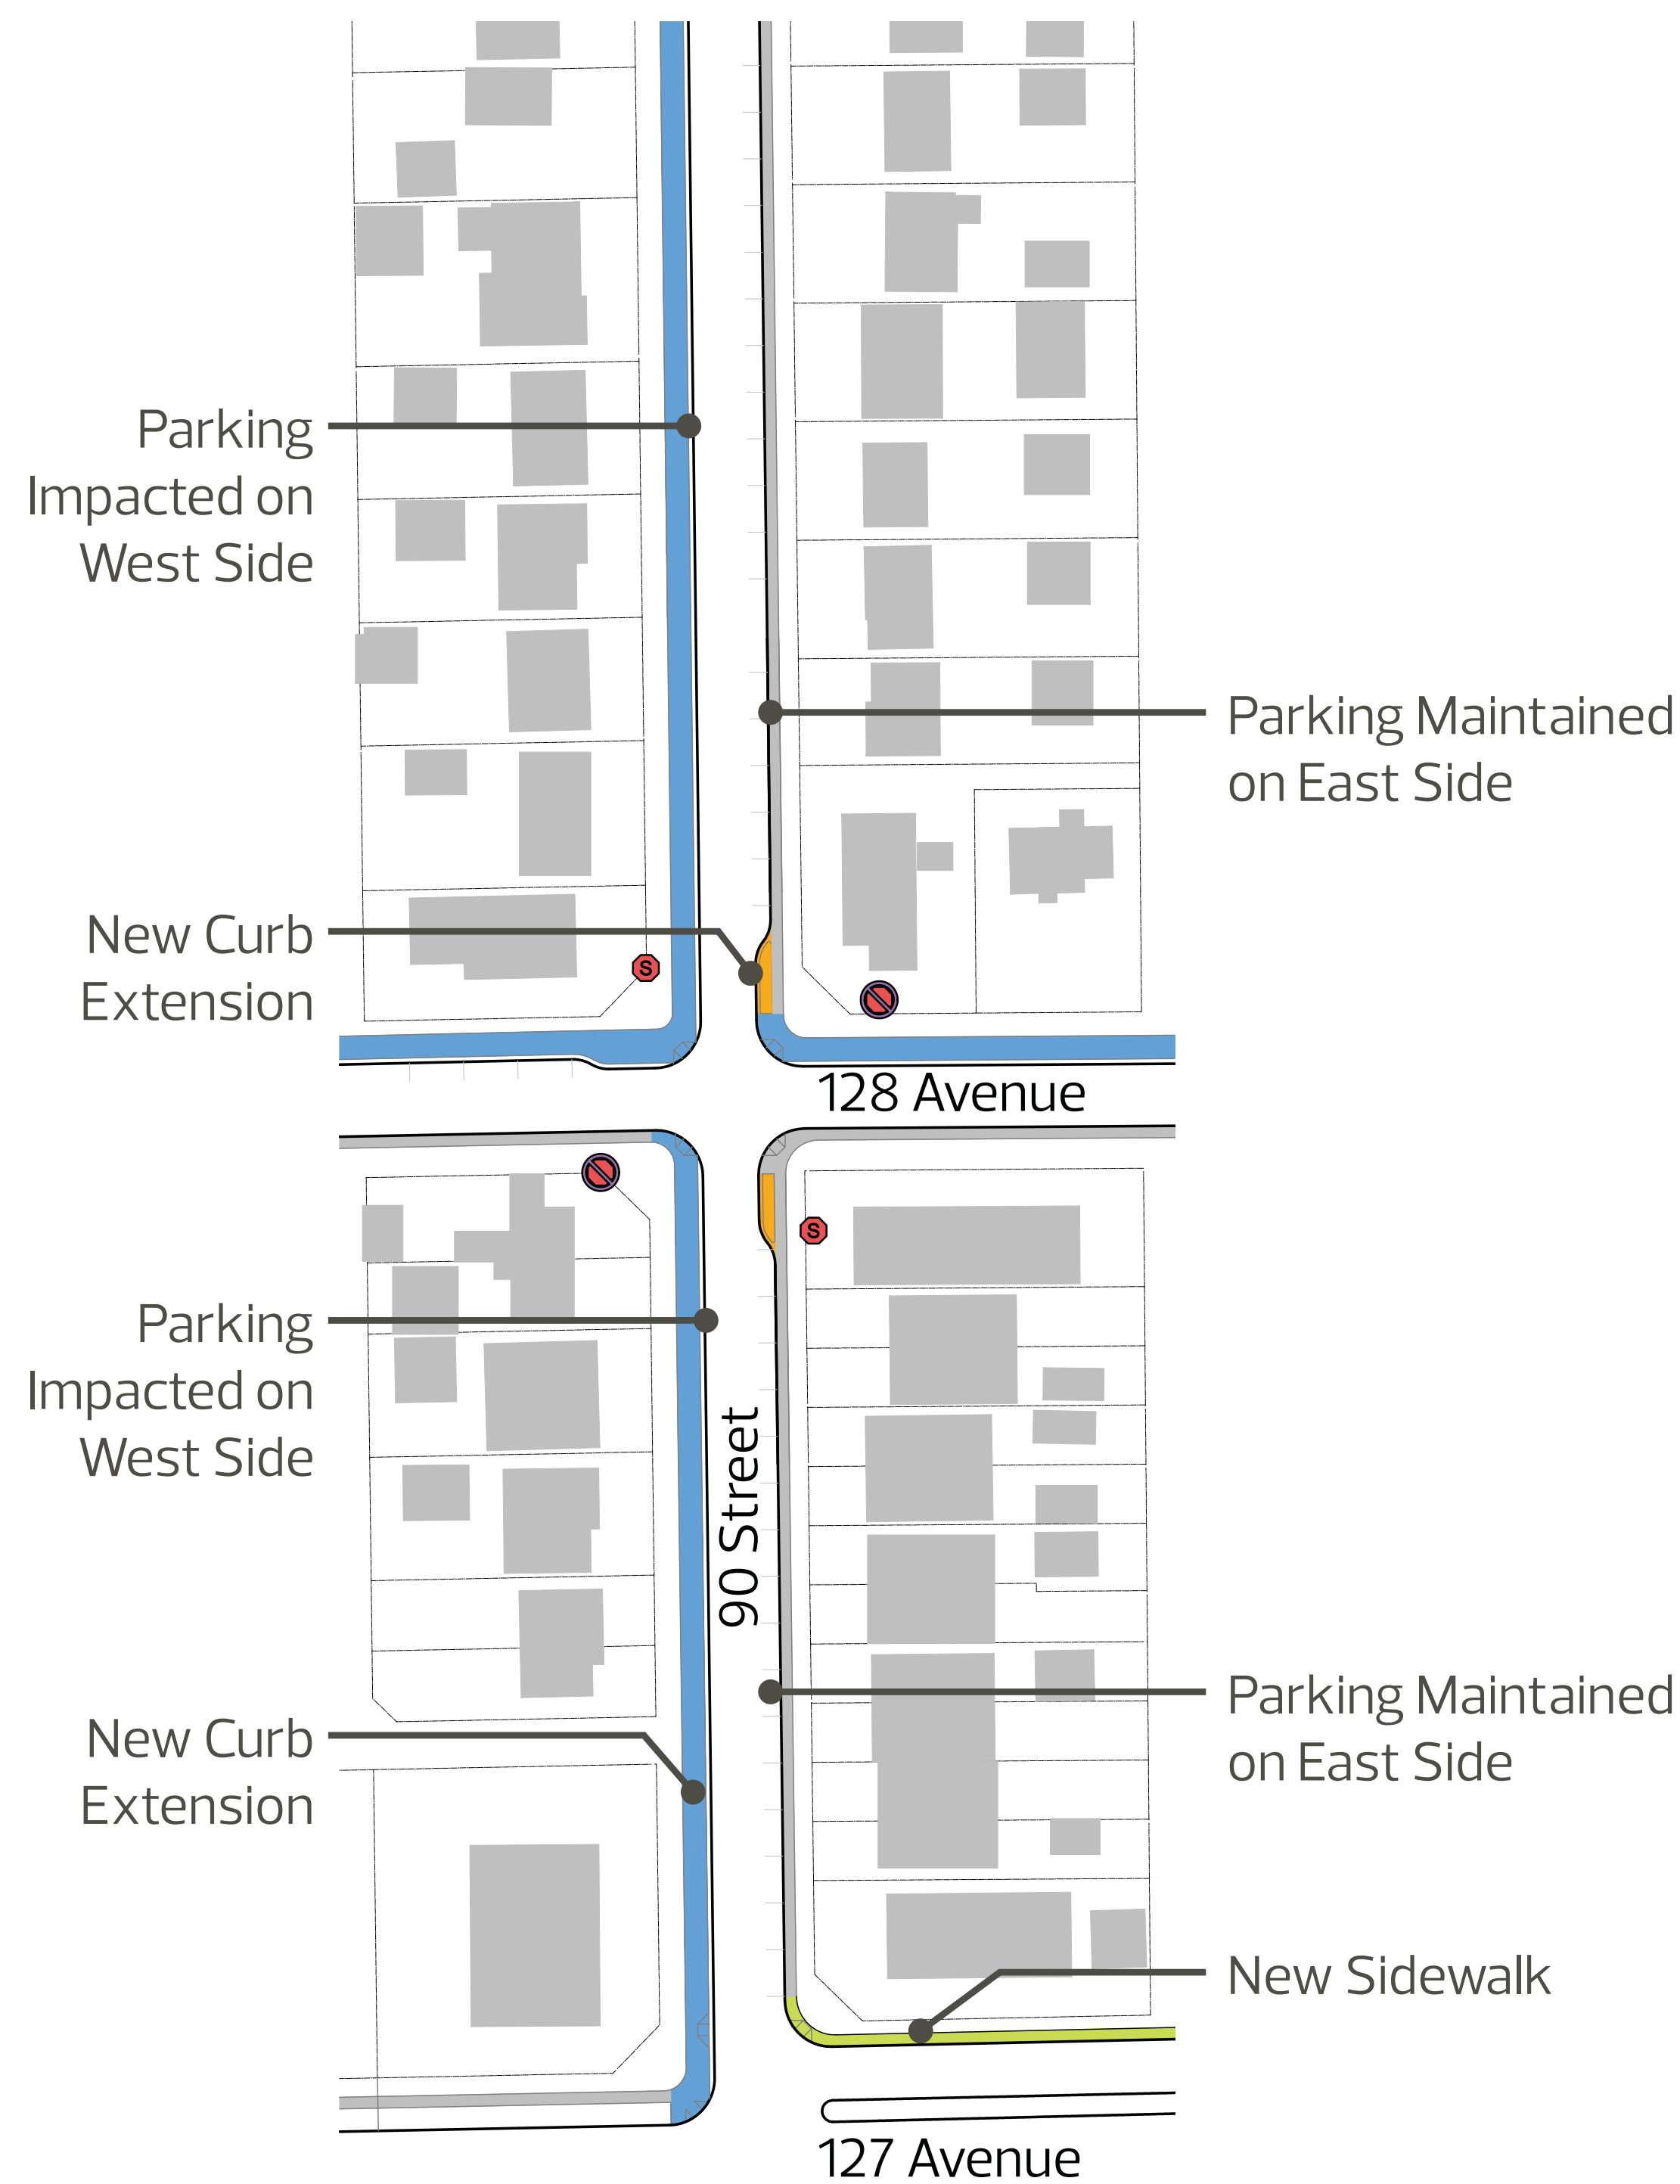 Parking
Impacted on
West Side
Parking Maintained
on East Side
New Curb
Extension
S
128 Avenue
S
Parking
Impacted on
West Side
90 Street
Parking Maintained
on East Side
New Curb
Extension
New Sidewalk
127 Avenue